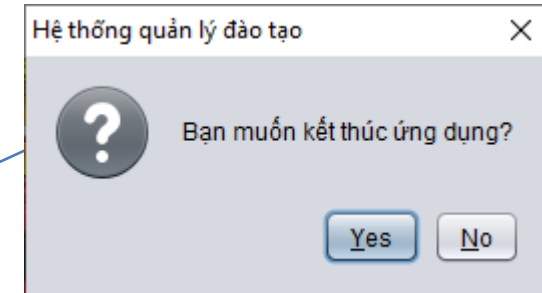 Hệ thống quản lý đào tạo
Bạn muốn kết thúc ứng dụng?
Yes
No